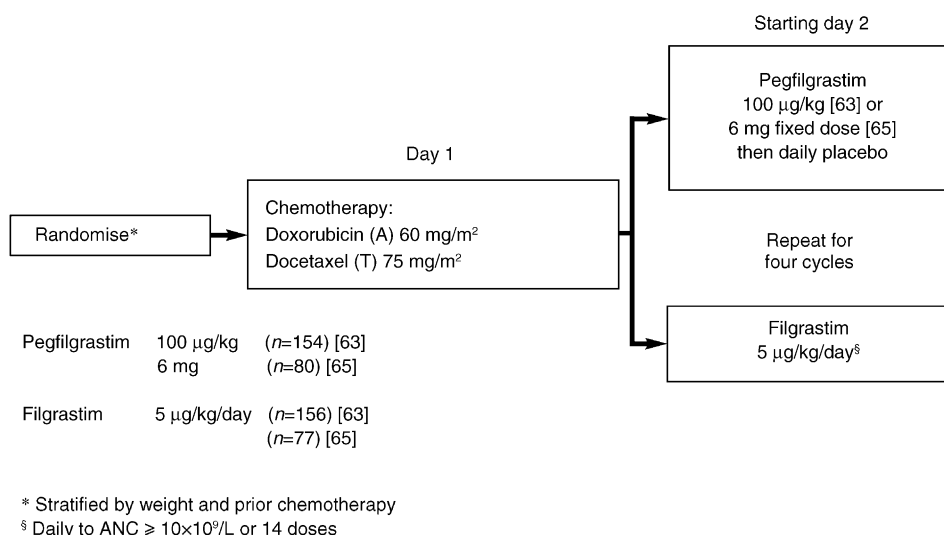 Starting day 2
Pegfilgrastim
100 μg/kg [63] or
6 mg fixed dose [65]
then daily placebo
Day 1
Chemotherapy:
Doxorubicin (A) 60 mg/m²
Docetaxel (T) 75 mg/m²
Randomise*
Repeat for
four cycles
Filgrastim
5 μg/kg/day§
Pegfilgrastim 100 μg/kg (n=154) [63]
6 mg (n=80) [65]
Filgrastim 5 μg/kg/day (n=156) [63]
(n=77) [65]
* Stratified by weight and prior chemotherapy
§ Daily to ANC ⩾ 10×10⁹/L or 14 doses